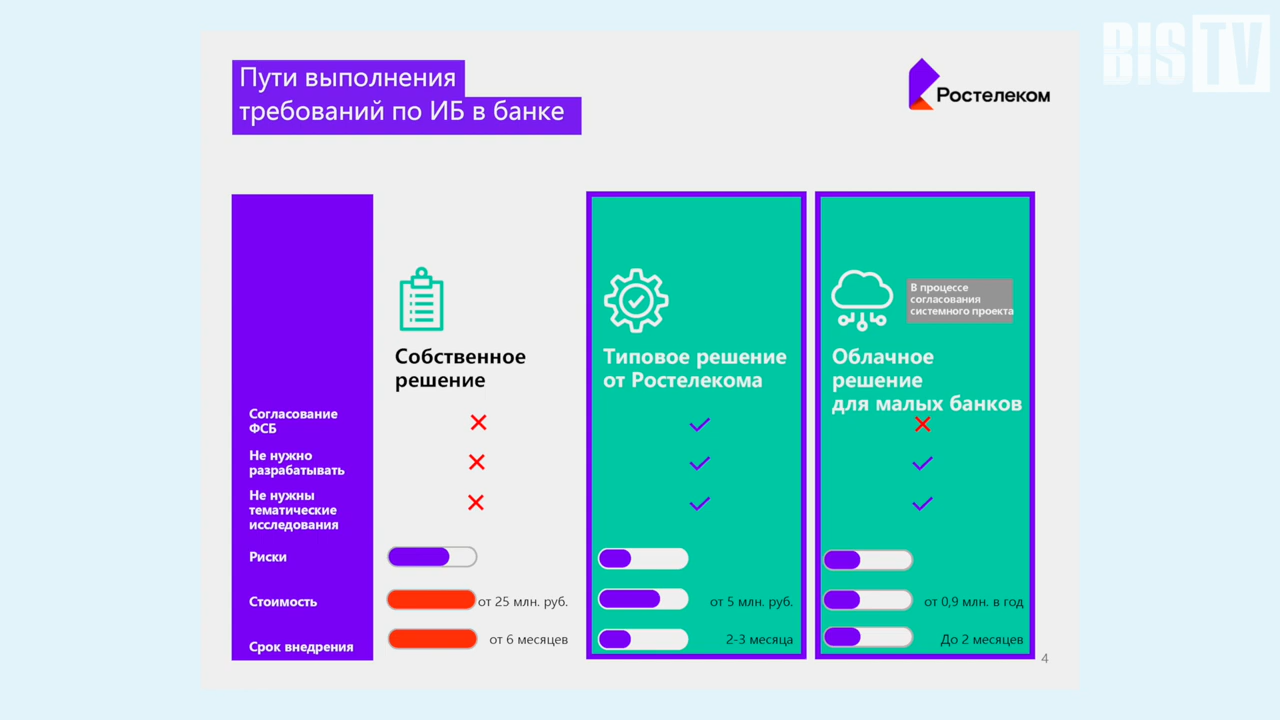 BIS TV
Пути выполнения
требований по ИБ в банке
Ростелеком
В процессе
согласования
системного проекта
Собственное
решение
Типовое решение
от Ростелекома
Облачное
решение
для малых банков
Согласование
ФСБ
Не нужно
разрабатывать
Не нужны
тематические
исследования
Риски
Стоимость
от 25 млн. руб.
от 5 млн. руб.
от 0,9 млн. в год
Срок внедрения
от 6 месяцев
2-3 месяца
До 2 месяцев
4